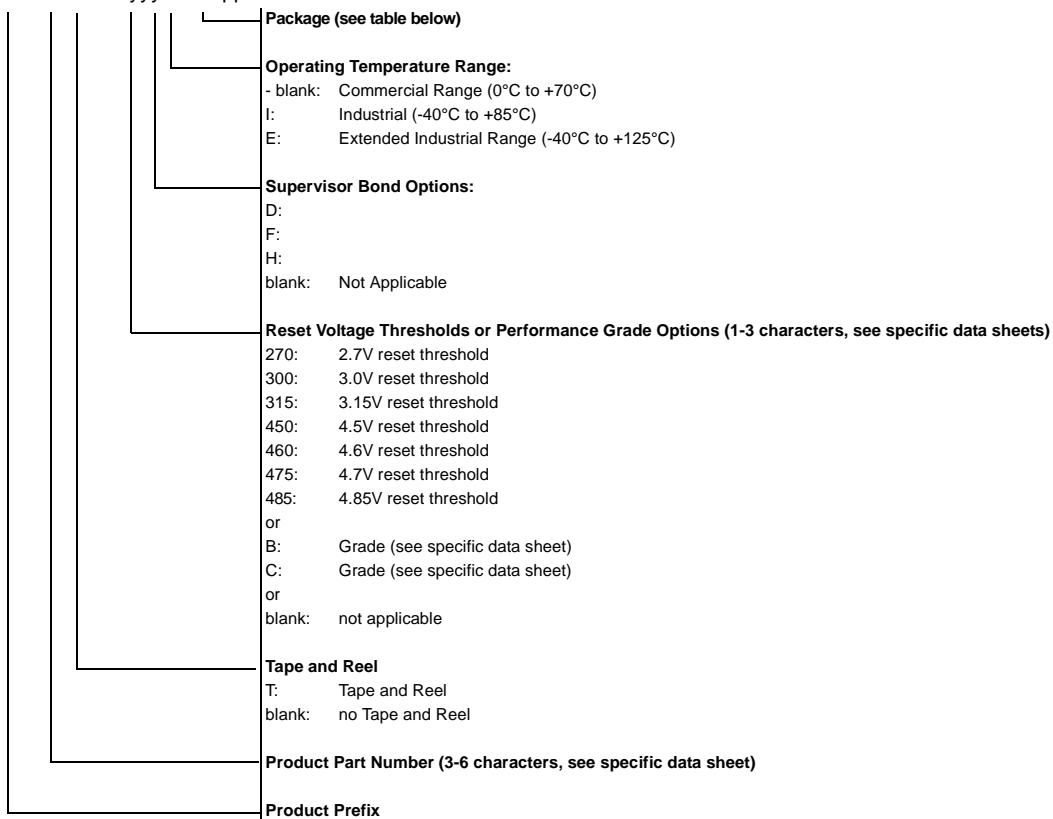 Package (see table below)
Operating Temperature Range:
- blank: Commercial Range (0°C to +70°C)
I: Industrial (-40°C to +85°C)
E: Extended Industrial Range (-40°C to +125°C)
Supervisor Bond Options:
D:
F:
H:
blank: Not Applicable
Reset Voltage Thresholds or Performance Grade Options (1-3 characters, see specific data sheets)
270: 2.7V reset threshold
300: 3.0V reset threshold
315: 3.15V reset threshold
450: 4.5V reset threshold
460: 4.6V reset threshold
475: 4.7V reset threshold
485: 4.85V reset threshold
or
B: Grade (see specific data sheet)
C: Grade (see specific data sheet)
or
blank: not applicable
Tape and Reel
T: Tape and Reel
blank: no Tape and Reel
Product Part Number (3-6 characters, see specific data sheet)
Product Prefix